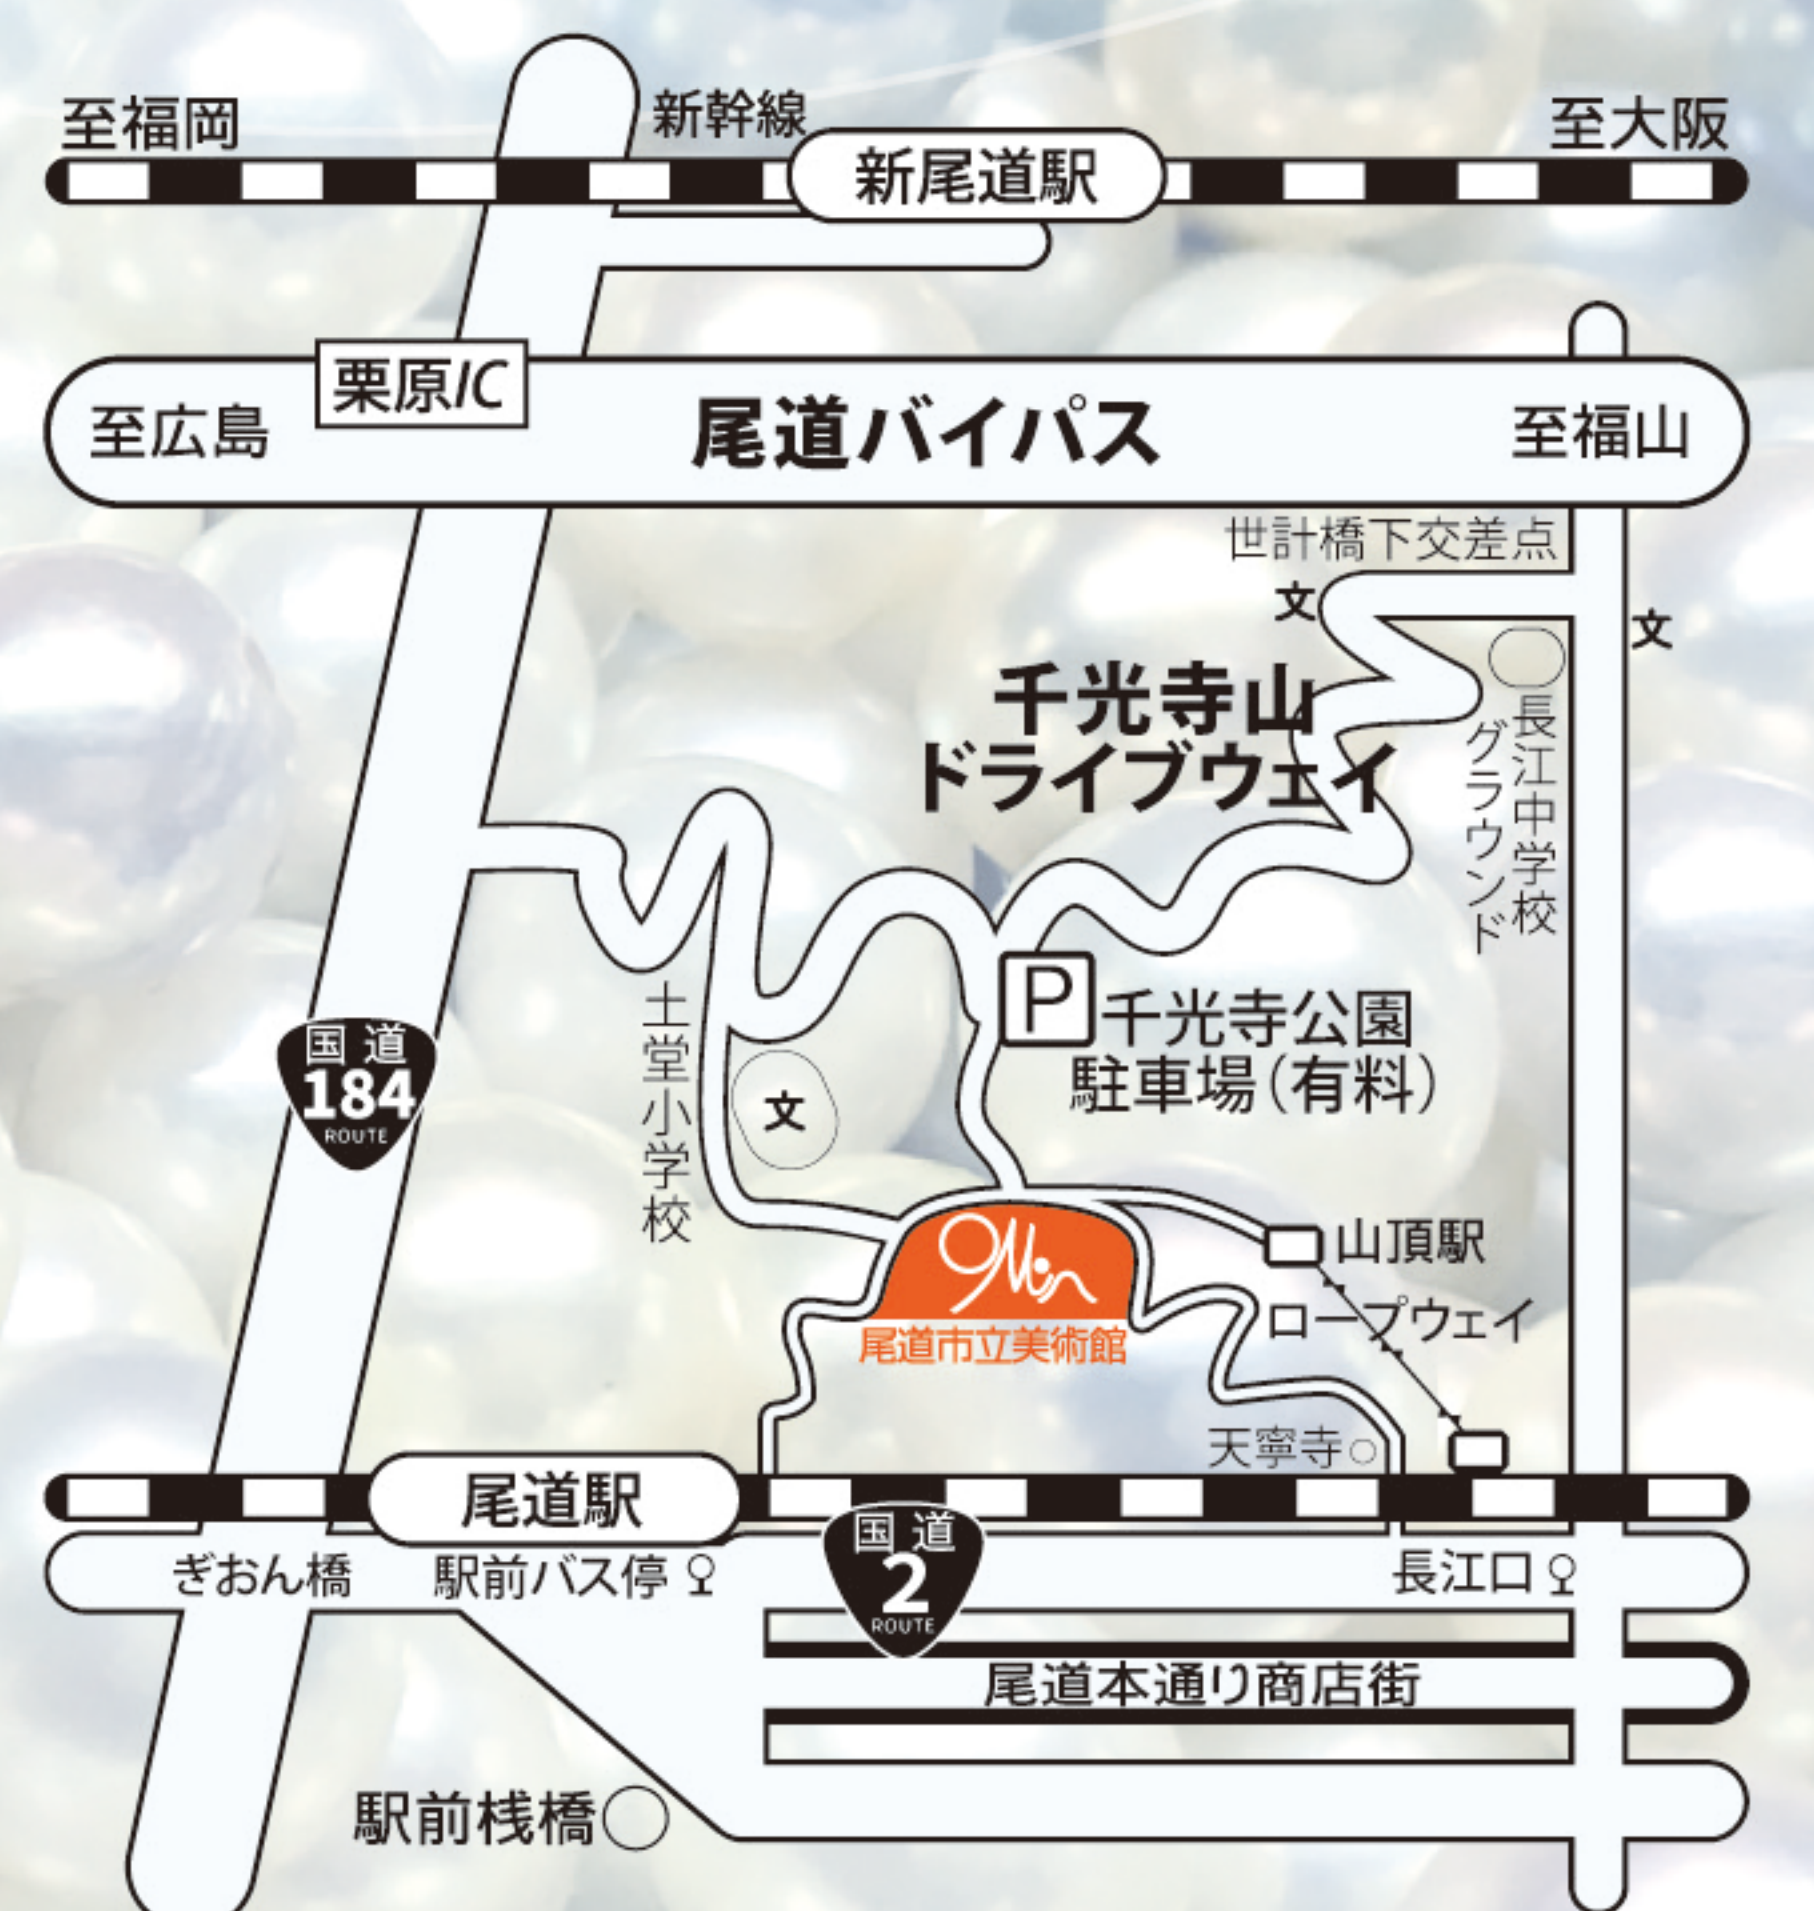 至福岡
新幹線
至大阪
新尾道駅
栗原IC
至広島
尾道バイパス
至福山
世計橋下交差点
文
文
千光寺山
ドライブウェイ
長江中学校
グラウンド
P
千光寺公園
駐車場(有料)
国道
184
ROUTE
土堂小学校
文
山頂駅
ロープウェイ
尾道市立美術館
天寧寺
尾道駅
国道
2
ROUTE
ぎおん橋
駅前バス停
長江口
尾道本通り商店街
駅前桟橋